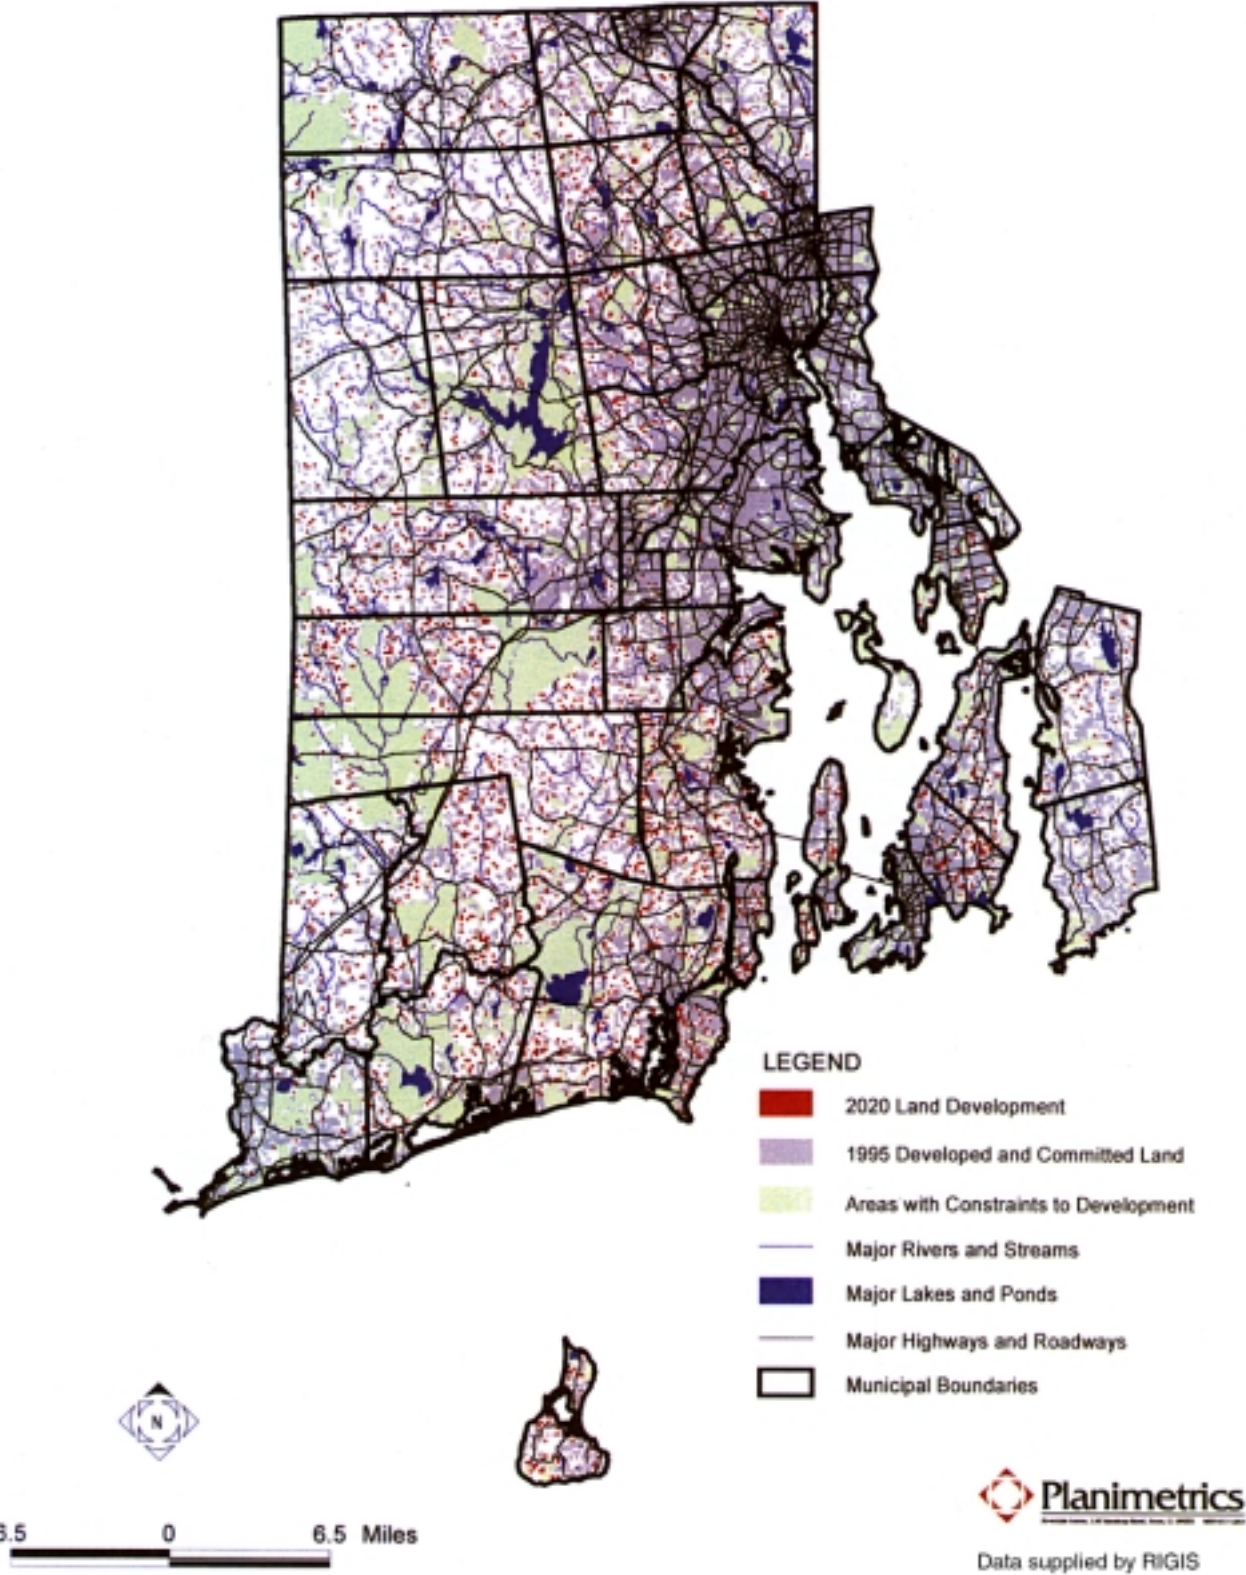 LEGEND
2020 Land Development
1995 Developed and Committed Land
Areas with Constraints to Development
Major Rivers and Streams
Major Lakes and Ponds
Major Highways and Roadways
Municipal Boundaries
N
6.5 0 6.5 Miles
Planimetrics
Data supplied by RIGIS